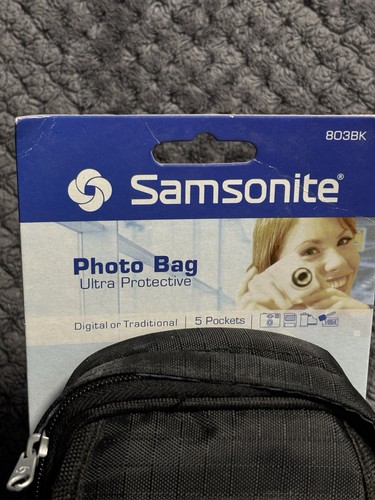 803BK
Samsonite®
Photo Bag
Ultra Protective
Digital or Traditional | 5 Pockets